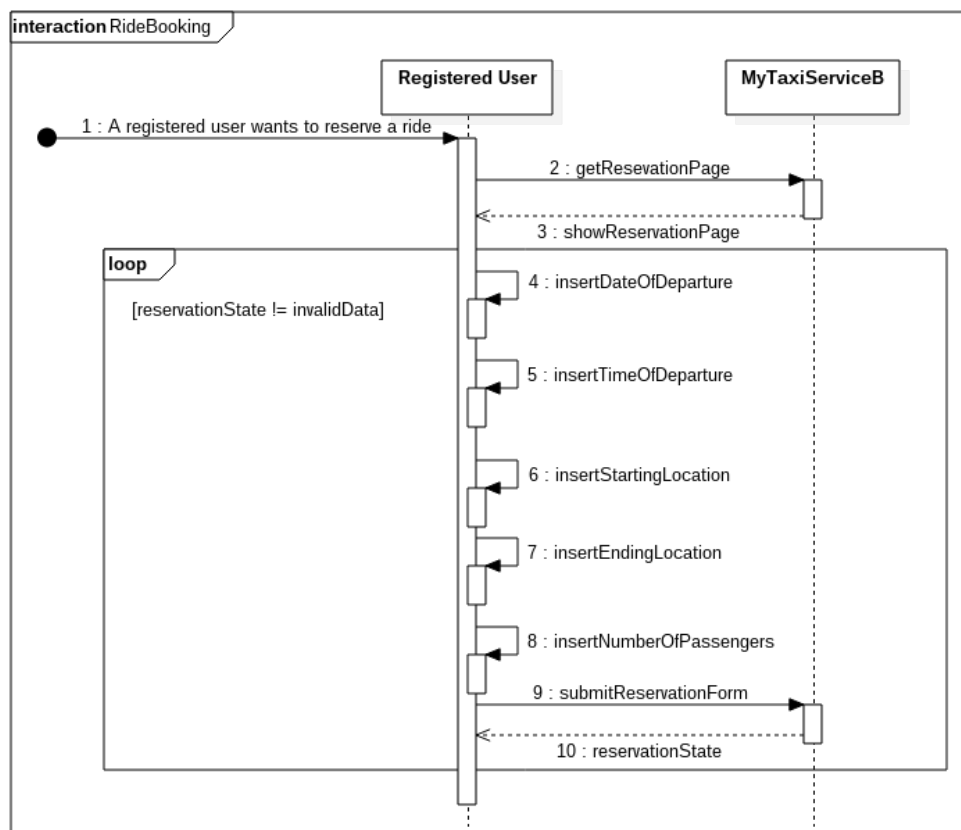 interaction RideBooking
Registered User
MyTaxiServiceB
1 : A registered user wants to reserve a ride
2 : getResevationPage
3 : showReservationPage
loop
[reservationState != invalidData]
4 : insertDateOfDeparture
5 : insertTimeOfDeparture
6 : insertStartingLocation
7 : insertEndingLocation
8 : insertNumberOfPassengers
9 : submitReservationForm
10 : reservationState